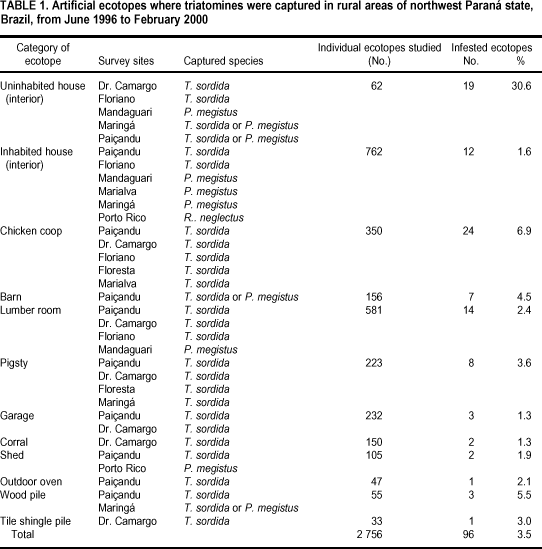 TABLE 1. Artificial ecotopes where triatomines were captured in rural areas of northwest Paraná state,
Brazil, from June 1996 to February 2000
Category of ecotope Survey sites Captured species Individual ecotopes studied (No.) Infested ecotopes No. %
Uninhabited house Dr. Camargo T. sordida 62 19 30.6
(interior) Floriano T. sordida
Mandaguari P. megistus
Maringá T. sordida or P. megistus
Paiçandu T. sordida or P. megistus
Inhabited house Paiçandu T. sordida 762 12 1.6
(interior) Floriano T. sordida
Mandaguari P. megistus
Marialva P. megistus
Maringá P. megistus
Porto Rico R.. neglectus
Chicken coop Paiçandu T. sordida 350 24 6.9
Dr. Camargo T. sordida
Floriano T. sordida
Floresta T. sordida
Marialva T. sordida
Barn Paiçandu T. sordida or P. megistus 156 7 4.5
Lumber room Paiçandu T. sordida 581 14 2.4
Dr. Camargo T. sordida
Floriano T. sordida
Mandaguari P. megistus
Pigsty Paiçandu T. sordida 223 8 3.6
Dr. Camargo T. sordida
Floresta T. sordida
Maringá T. sordida
Garage Paiçandu T. sordida 232 3 1.3
Dr. Camargo T. sordida
Corral Dr. Camargo T. sordida 150 2 1.3
Shed Paiçandu T. sordida 105 2 1.9
Porto Rico P. megistus
Outdoor oven Paiçandu T. sordida 47 1 2.1
Wood pile Paiçandu T. sordida 55 3 5.5
Maringá T. sordida or P. megistus
Tile shingle pile Dr. Camargo T. sordida 33 1 3.0
Total 2 756 96 3.5